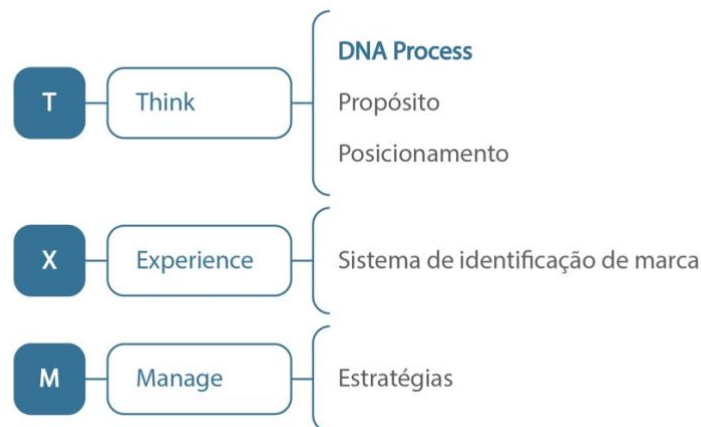 DNA Process
T
Think
Propósito
Posicionamento
X
Experience
Sistema de identificação de marca
M
Manage
Estratégias